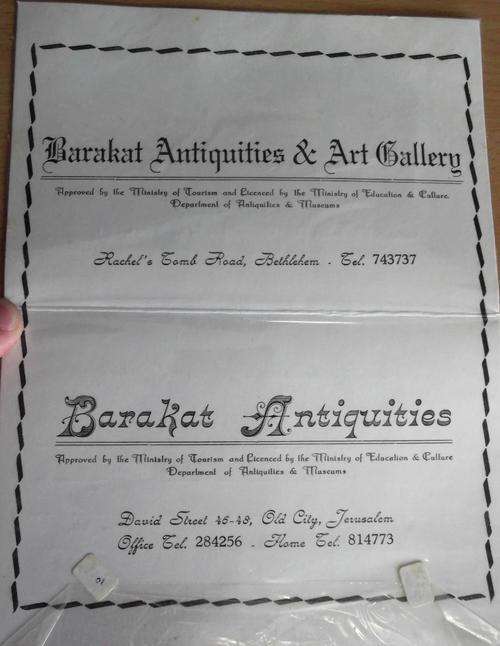 Barakat Antiquities & Art Gallery
Approved by the Ministry of Tourism and Licenced by the Ministry of Education & Culture.
Department of Antiquities & Museums
Rachel's Tomb Road, Bethlehem . Tel. 743737
Barakat Antiquities
Approved by the Ministry of Tourism and Licenced by the Ministry of Education & Culture
Department of Antiquities & Museums
David Street 46-48, Old City, Jerusalem
Office Tel. 284256 . Home Tel. 814773